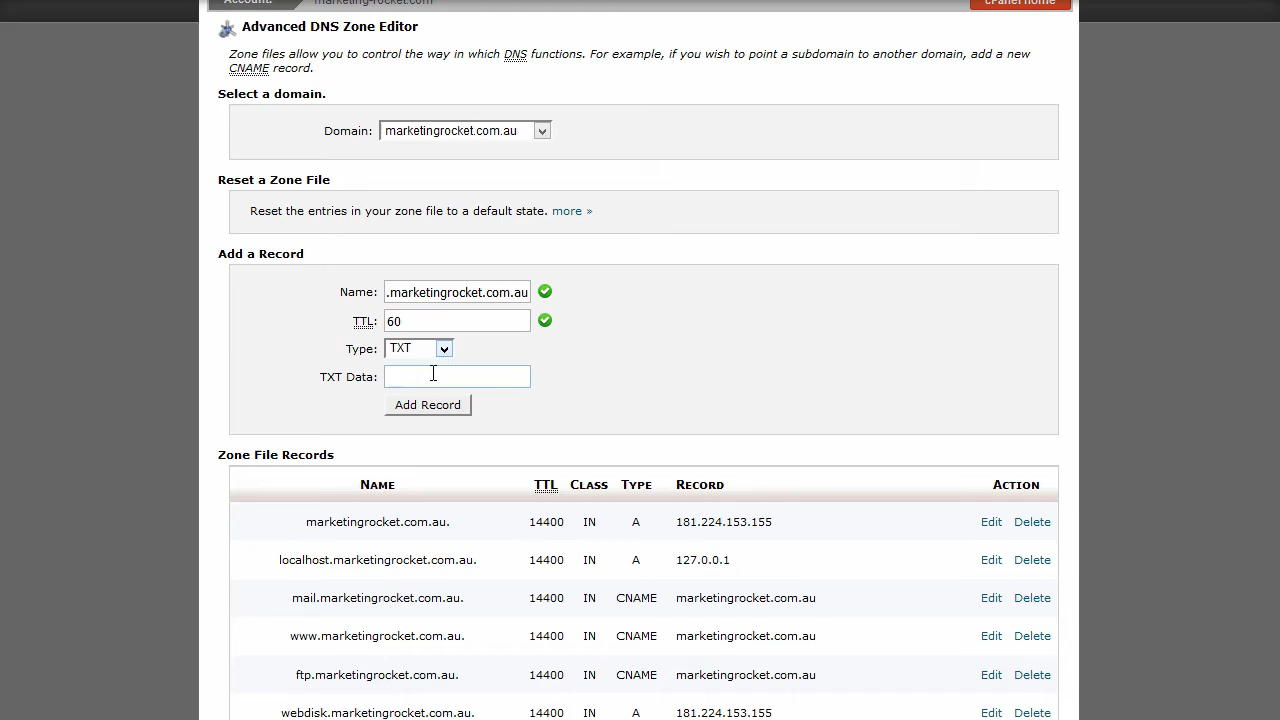 Account: marketing-rocket.com cPanel home
Advanced DNS Zone Editor
Zone files allow you to control the way in which DNS functions. For example, if you wish to point a subdomain to another domain, add a new
CNAME record.
Select a domain.
Domain: marketingrocket.com.au
Reset a Zone File
Reset the entries in your zone file to a default state. more »
Add a Record
Name: .marketingrocket.com.au
TTL: 60
Type: TXT
TXT Data:
Add Record
Zone File Records
NAME TTL CLASS TYPE RECORD ACTION
marketingrocket.com.au. 14400 IN A 181.224.153.155 Edit Delete
localhost.marketingrocket.com.au. 14400 IN A 127.0.0.1 Edit Delete
mail.marketingrocket.com.au. 14400 IN CNAME marketingrocket.com.au Edit Delete
www.marketingrocket.com.au. 14400 IN CNAME marketingrocket.com.au Edit Delete
ftp.marketingrocket.com.au. 14400 IN CNAME marketingrocket.com.au Edit Delete
webdisk.marketingrocket.com.au. 14400 IN A 181.224.153.155 Edit Delete